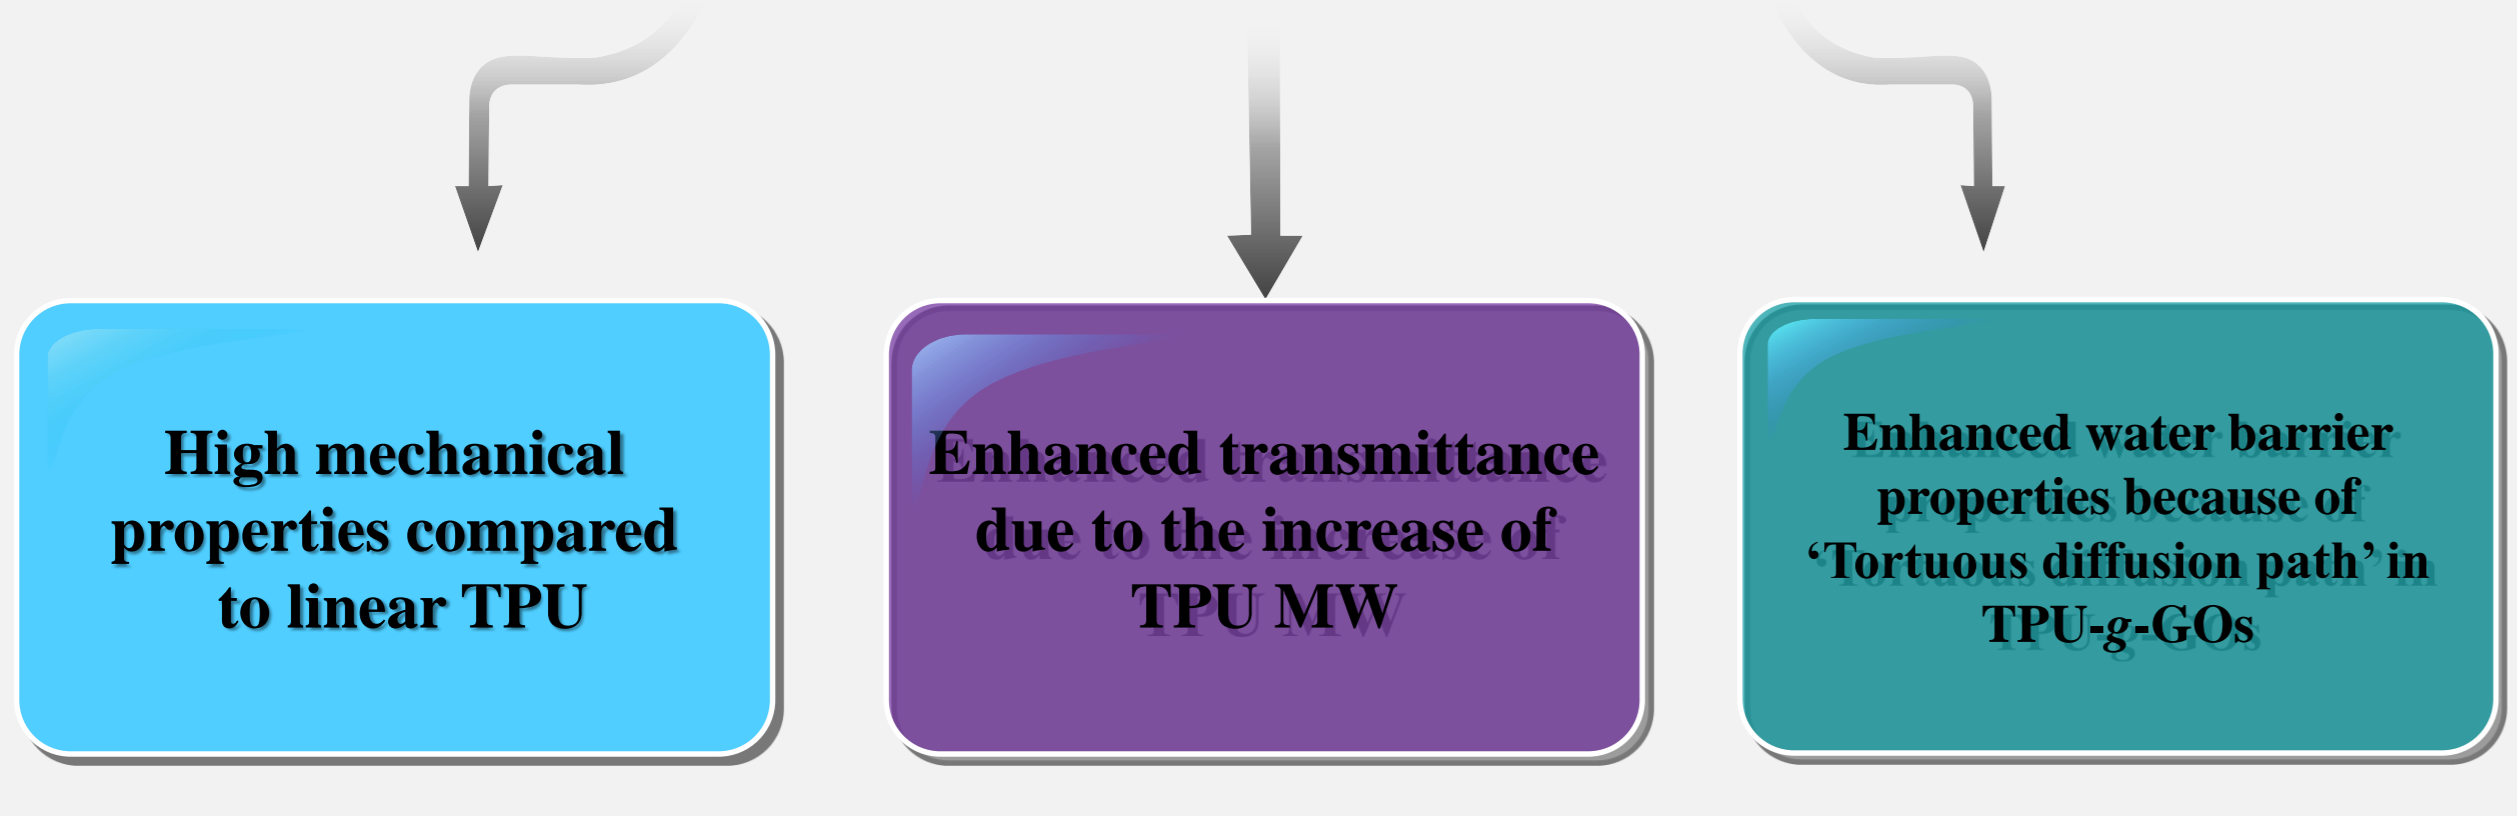 High mechanical
properties compared
to linear TPU
Enhanced transmittance
due to the increase of
TPU MW
Enhanced water barrier
properties because of
‘Tortuous diffusion path’ in
TPU-g-GOs